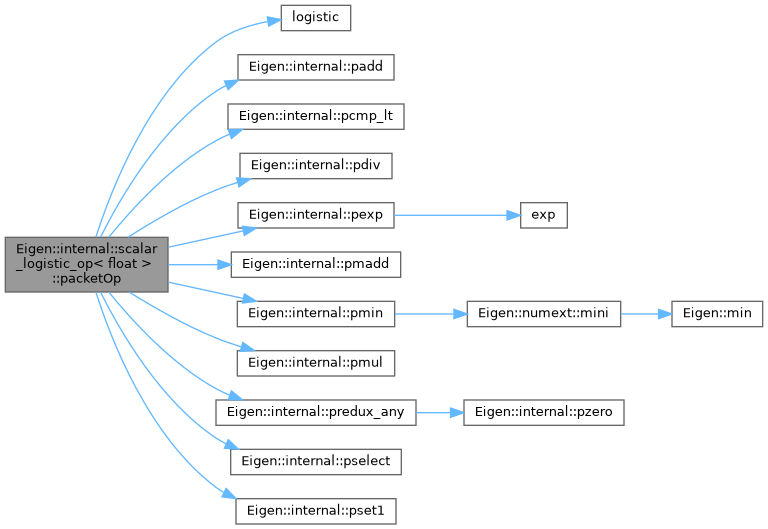 logistic
Eigen::internal::padd
Eigen::internal::pcmp_lt
Eigen::internal::pdiv
Eigen::internal::pexp
exp
Eigen::internal::scalar
_logistic_op< float >
::packetOp
Eigen::internal::pmadd
Eigen::internal::pmin
Eigen::numext::mini
Eigen::min
Eigen::internal::pmul
Eigen::internal::predux_any
Eigen::internal::pzero
Eigen::internal::pselect
Eigen::internal::pset1